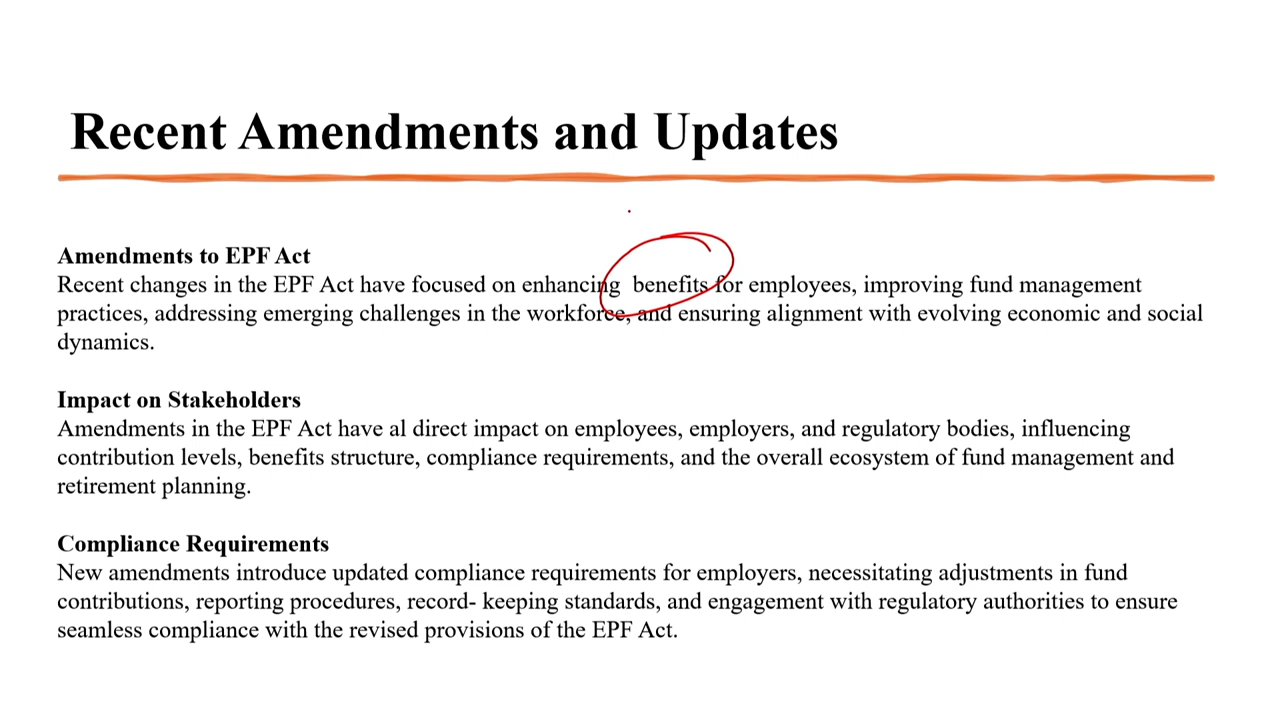 Recent Amendments and Updates
Amendments to EPF Act
Recent changes in the EPF Act have focused on enhancing  benefits for employees, improving fund management
practices, addressing emerging challenges in the workforce, and ensuring alignment with evolving economic and social
dynamics.
Impact on Stakeholders
Amendments in the EPF Act have al direct impact on employees, employers, and regulatory bodies, influencing
contribution levels, benefits structure, compliance requirements, and the overall ecosystem of fund management and
retirement planning.
Compliance Requirements
New amendments introduce updated compliance requirements for employers, necessitating adjustments in fund
contributions, reporting procedures, record- keeping standards, and engagement with regulatory authorities to ensure
seamless compliance with the revised provisions of the EPF Act.